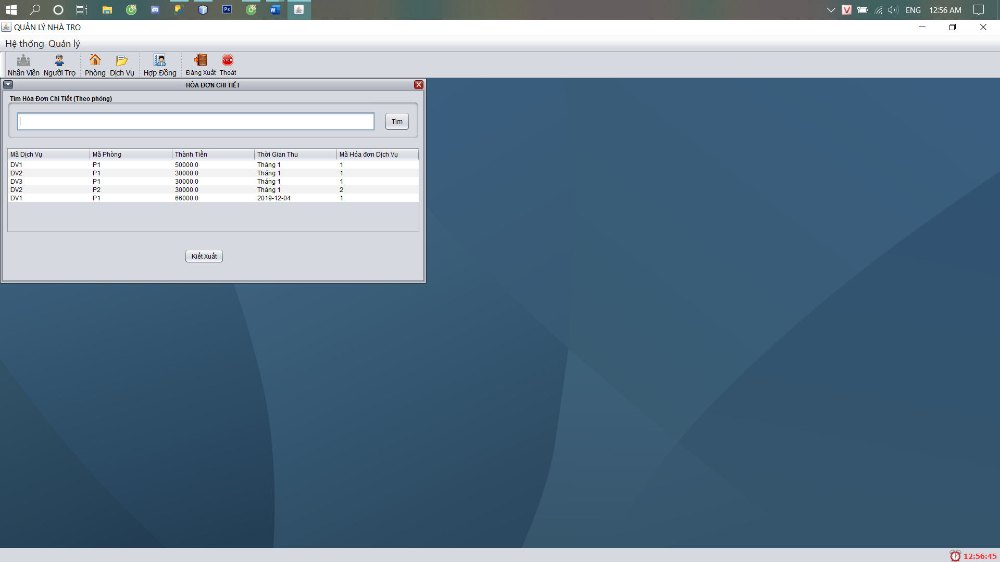 ENG 12:56 AM
QUẢN LÝ NHÀ TRỌ
Hệ thống Quản lý
Nhân Viên Người Trọ Phòng Dịch Vụ Hợp Đồng Đăng Xuất STOP Thoát
HÓA ĐƠN CHI TIẾT
Tìm Hóa Đơn Chi Tiết (Theo phòng)
Tìm
Mã Dịch Vụ Mã Phòng Thành Tiền Thời Gian Thu Mã Hóa đơn Dịch Vụ
DV1 P1 50000.0 Tháng 1 1
DV2 P1 30000.0 Tháng 1 1
DV3 P1 30000.0 Tháng 1 1
DV2 P2 30000.0 Tháng 1 2
DV1 P1 66000.0 2019-12-04 1
Kiết Xuất
12:56:45